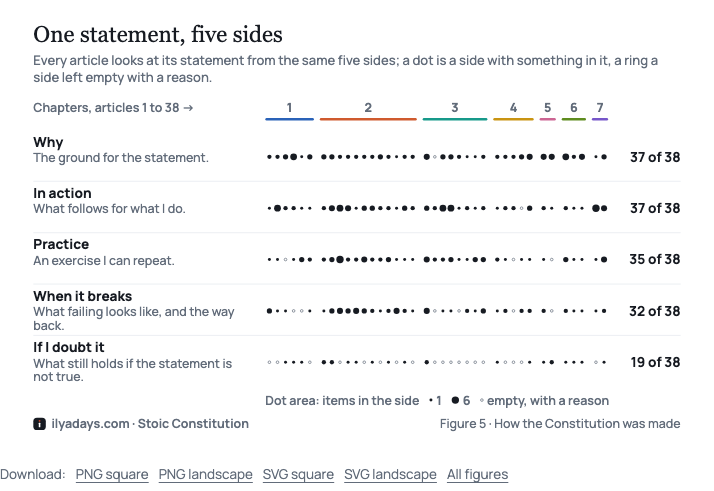 One statement, five sides
Every article looks at its statement from the same five sides; a dot is a side with something in it, a ring a
side left empty with a reason.
Chapters, articles 1 to 38 → 1 2 3 4 5 6 7
Why
The ground for the statement. 37 of 38
In action
What follows for what I do. 37 of 38
Practice
An exercise I can repeat. 35 of 38
When it breaks
What failing looks like, and the way
back.
32 of 38
If I doubt it
What still holds if the statement is
not true.
19 of 38
Dot area: items in the side 1 6 empty, with a reason
ilyadays.com · Stoic Constitution Figure 5 · How the Constitution was made
Download: PNG square PNG landscape SVG square SVG landscape All figures